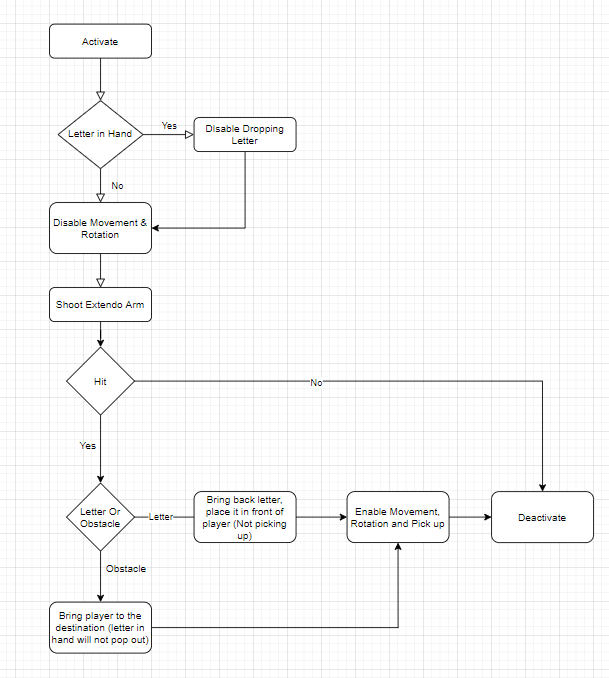 Activate
Letter in Hand
Yes
Disable Dropping
Letter
No
Disable Movement &
Rotation
Shoot Extendo Arm
Hit
No
Yes
Letter Or
Obstacle
Letter
Bring back letter,
place it in front of
player (Not picking
up)
Enable Movement,
Rotation and Pick up
Deactivate
Obstacle
Bring player to the
destination (letter in
hand will not pop out)